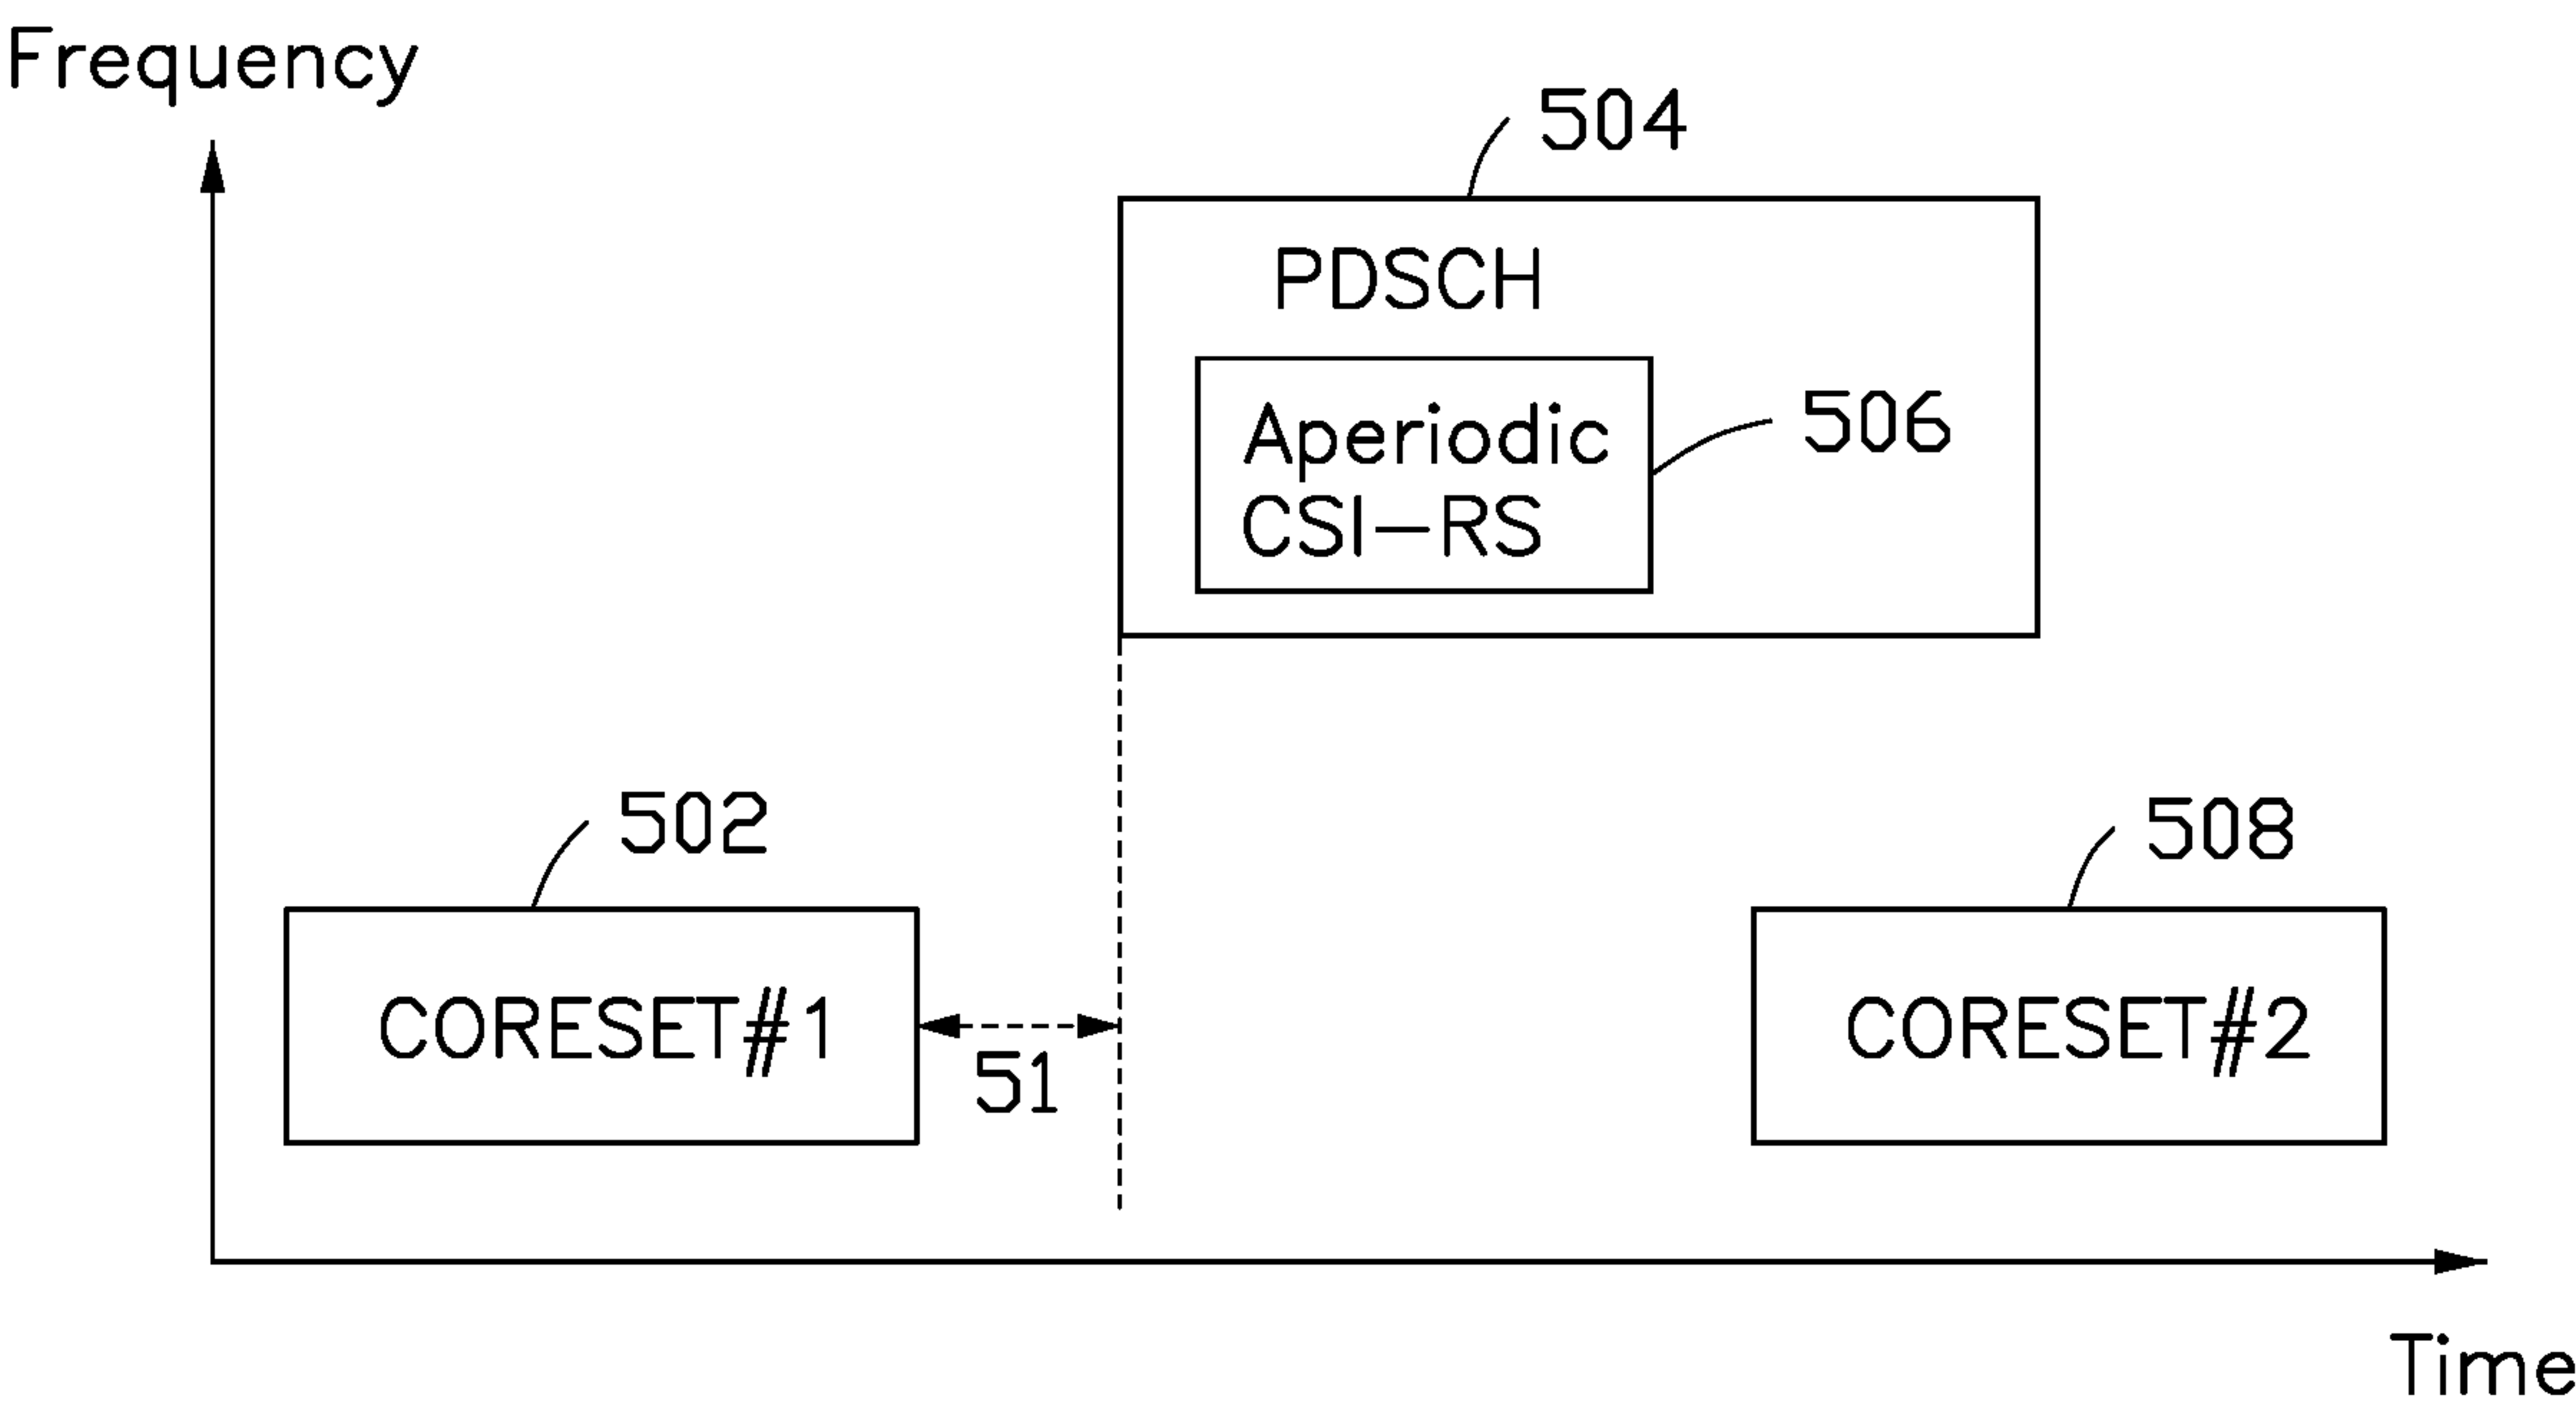 Frequency
504
PDSCH
Aperiodic
CSI-RS
506
502
508
CORESET#1
51
CORESET#2
Time